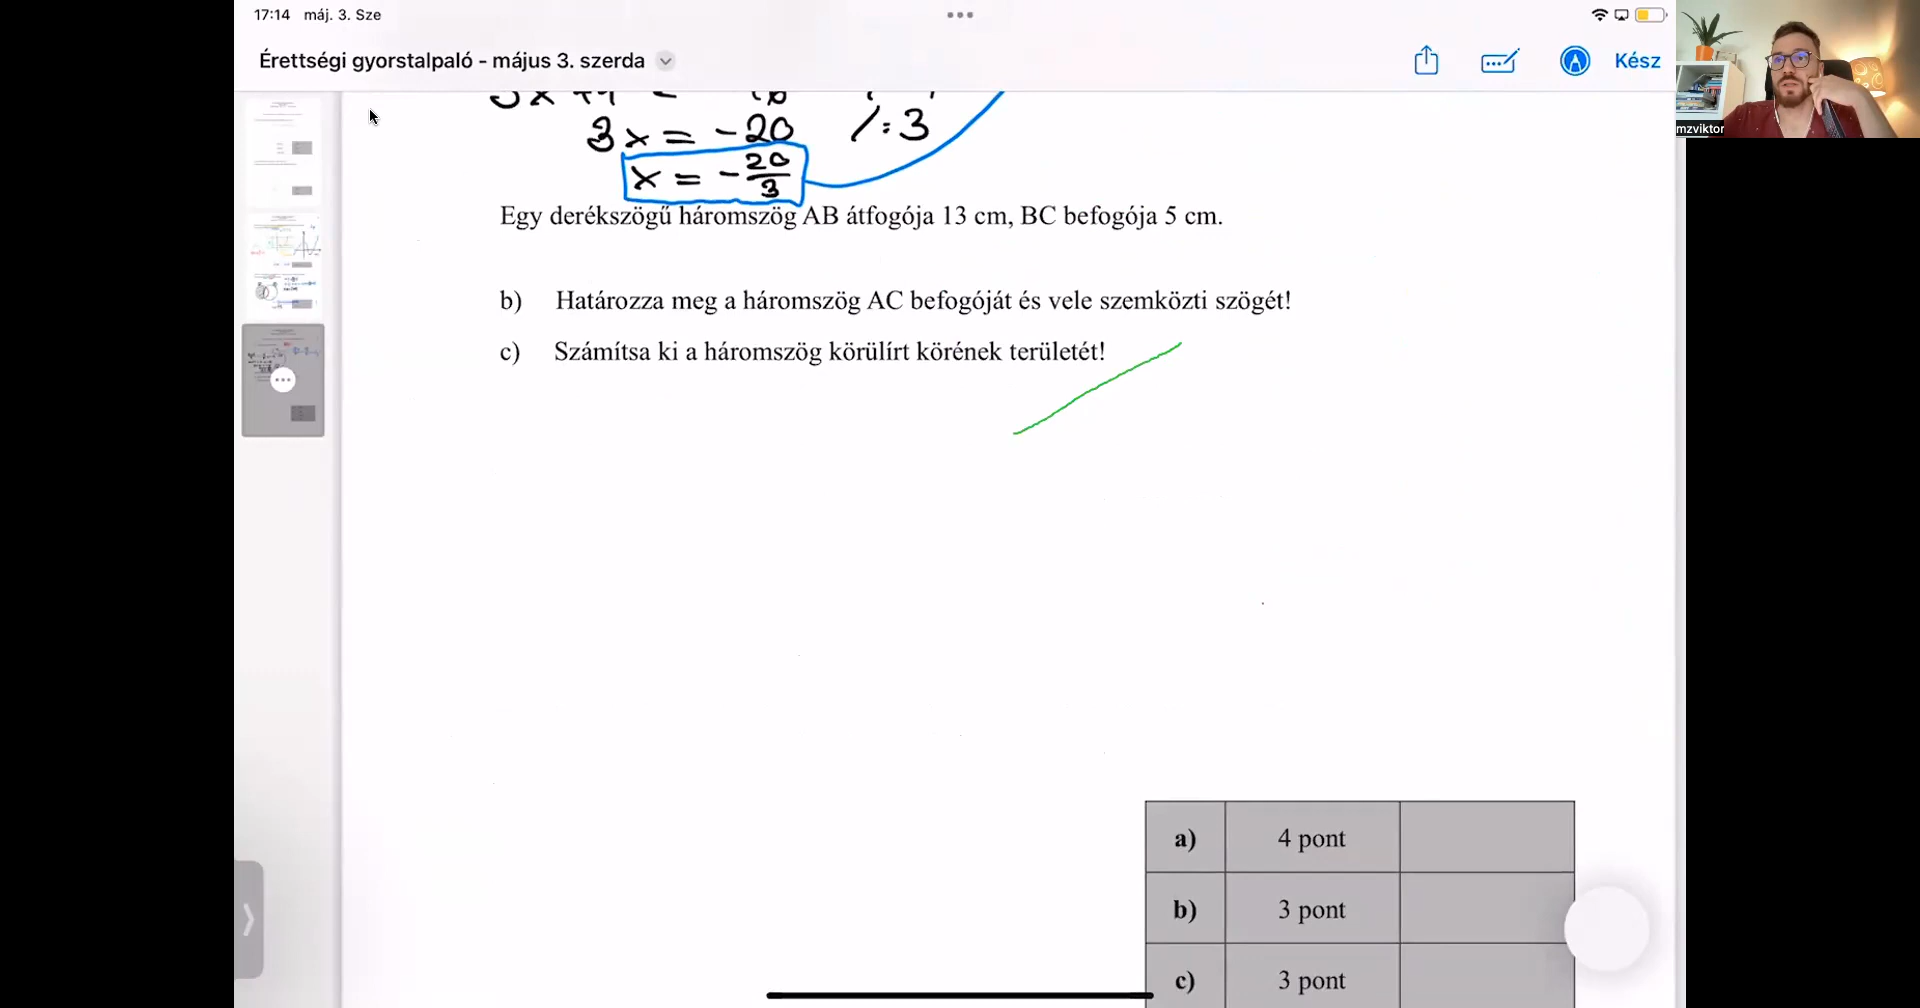 17:14 máj. 3. Sze
Érettségi gyorstalpaló - május 3. szerda
Kész
mzviktor
3x = -20 /:3
x = -20/3
Egy derékszögű háromszög AB átfogója 13 cm, BC befogója 5 cm.
b) Határozza meg a háromszög AC befogóját és vele szemközti szögét!
c) Számítsa ki a háromszög körülírt körének területét!
a) 4 pont
b) 3 pont
c) 3 pont